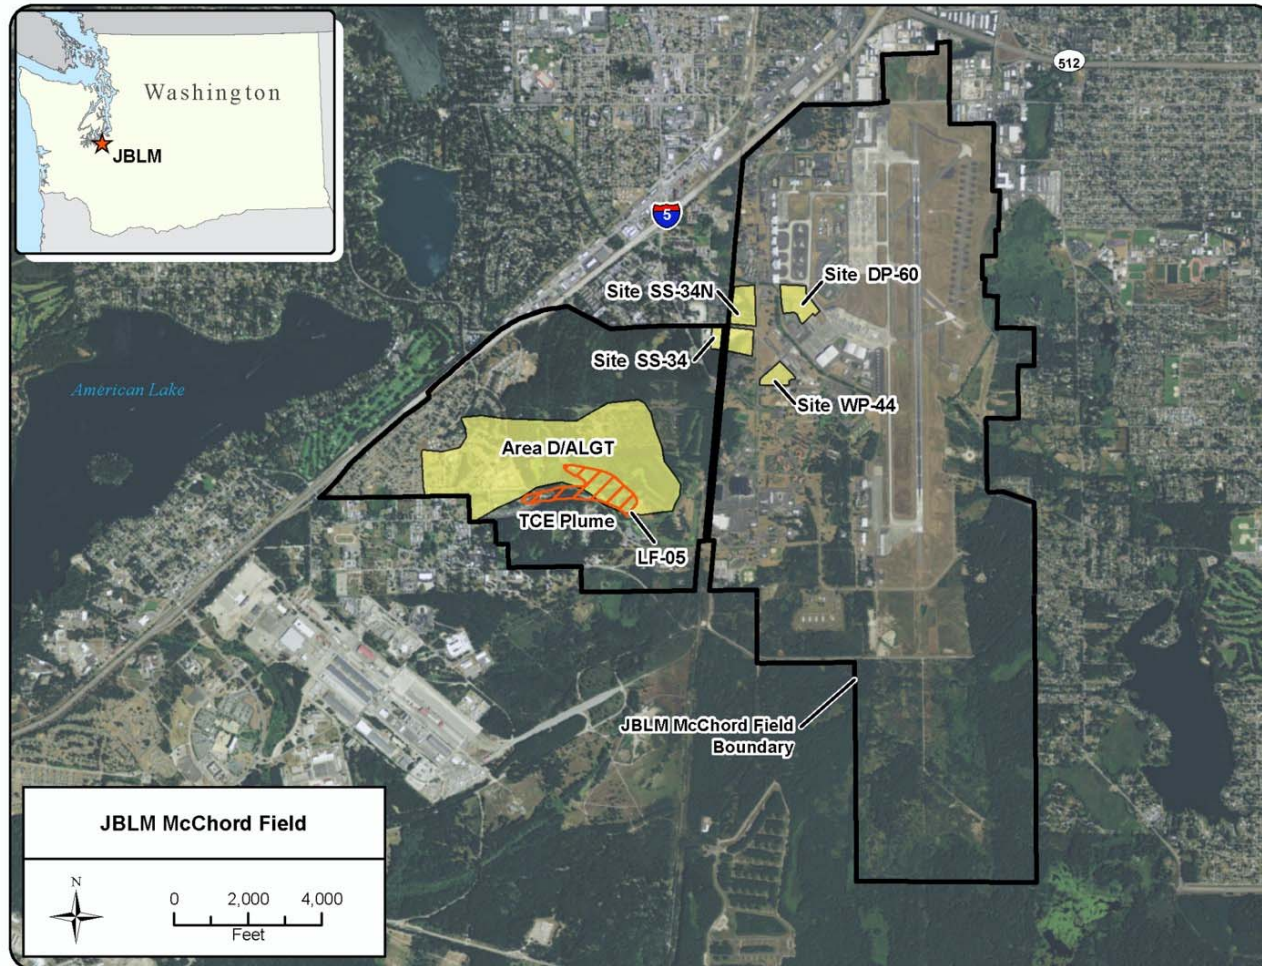 Washington
JBLM
512
5
Site SS-34N
Site DP-60
Site SS-34
Site WP-44
American Lake
Area D/ALGT
TCE Plume
LF-05
JBLM McChord Field
Boundary
JBLM McChord Field
N
0 2,000 4,000
Feet